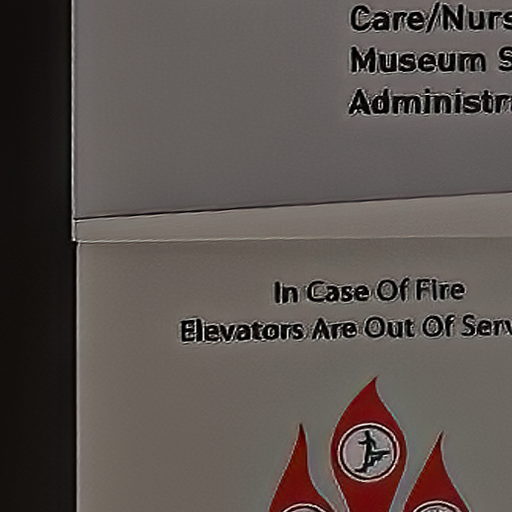 Care/Nurs
Museum S
Administr
In Case Of Fire
Elevators Are Out Of Serv